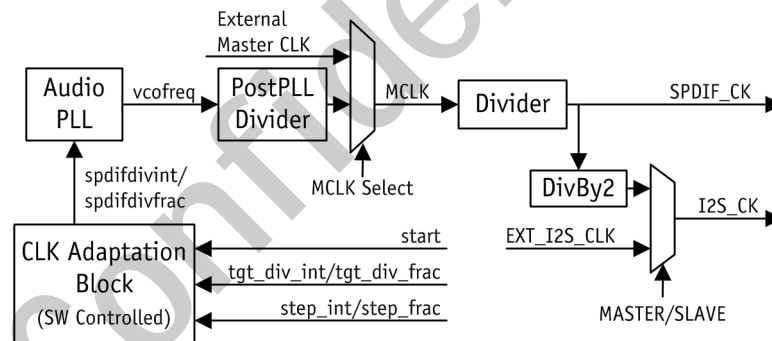 External
Master CLK
Audio
PLL
vcofreq
PostPLL
Divider
MCLK
Divider
SPDIF_CK
spdifdivint/
spdifdivfrac
MCLK Select
DivBy2
I2S_CK
CLK Adaptation
Block
(SW Controlled)
start
EXT_I2S_CLK
tgt_div_int/tgt_div_frac
step_int/step_frac
MASTER/SLAVE
Confiden